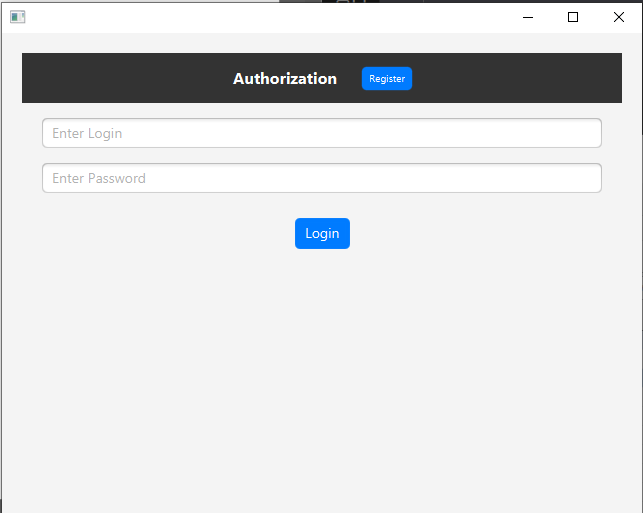 Authorization Register
Enter Login
Enter Password
Login